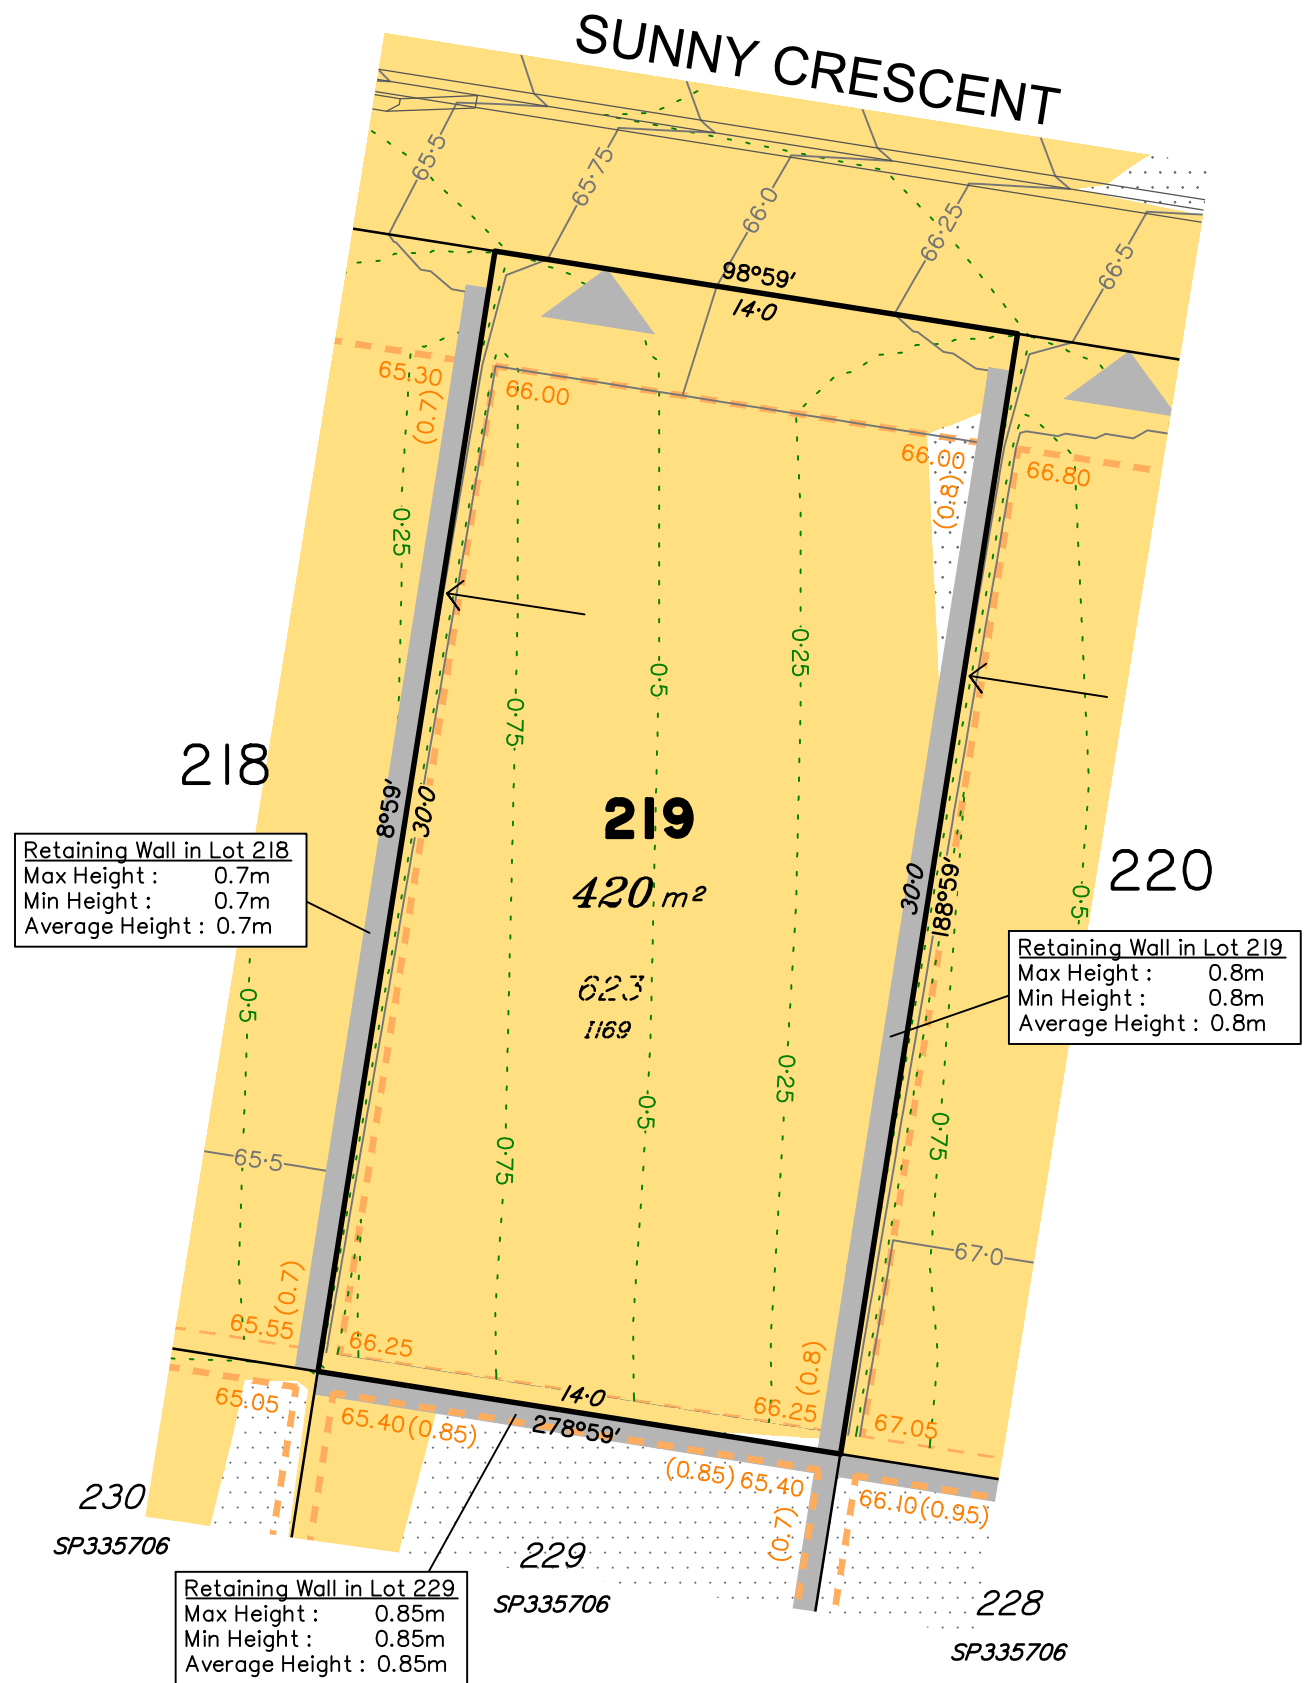 SUNNY CRESCENT
65·5
65·75
66·0
66·25
66·5
98°59'
14·0
65.30
(0.7)
66.00
66.00
(0.8)
66.80
0·25
0·25
0·5
0·75
218
8°59'
30·0
219
420 m²
623
1169
30·0
188°59'
220
0·5
Retaining Wall in Lot 218
Max Height : 0.7m
Min Height : 0.7m
Average Height : 0.7m
Retaining Wall in Lot 219
Max Height : 0.8m
Min Height : 0.8m
Average Height : 0.8m
0·5
0·25
0·5
0·75
0·75
65·5
67·0
(0.7)
65.55
66.25
(0.8)
66.25
67.05
14·0
278°59'
65.05
65.40(0.85)
(0.85) 65.40
66.10(0.95)
(0.7)
230
SP335706
229
SP335706
228
SP335706
Retaining Wall in Lot 229
Max Height : 0.85m
Min Height : 0.85m
Average Height : 0.85m